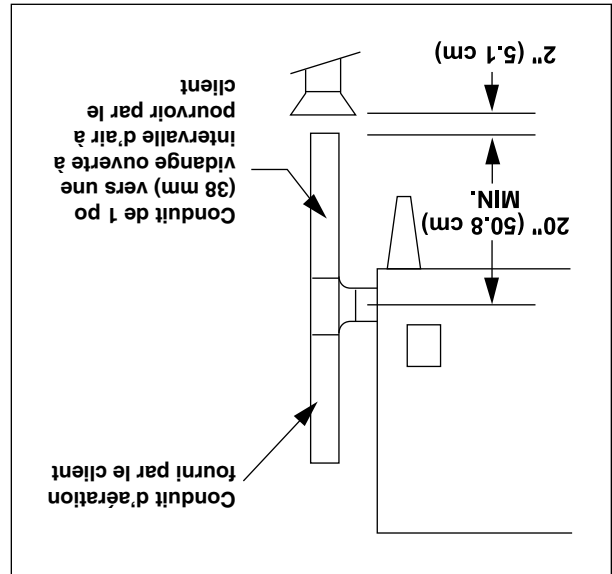 Conduit d'aération
fourni par le client
20" (50.8 cm)
MIN.
Conduit de 1 po
(38 mm) vers une
vidange ouverte à
intervalle d'air à
pourvoir par le
client
2" (5.1 cm)